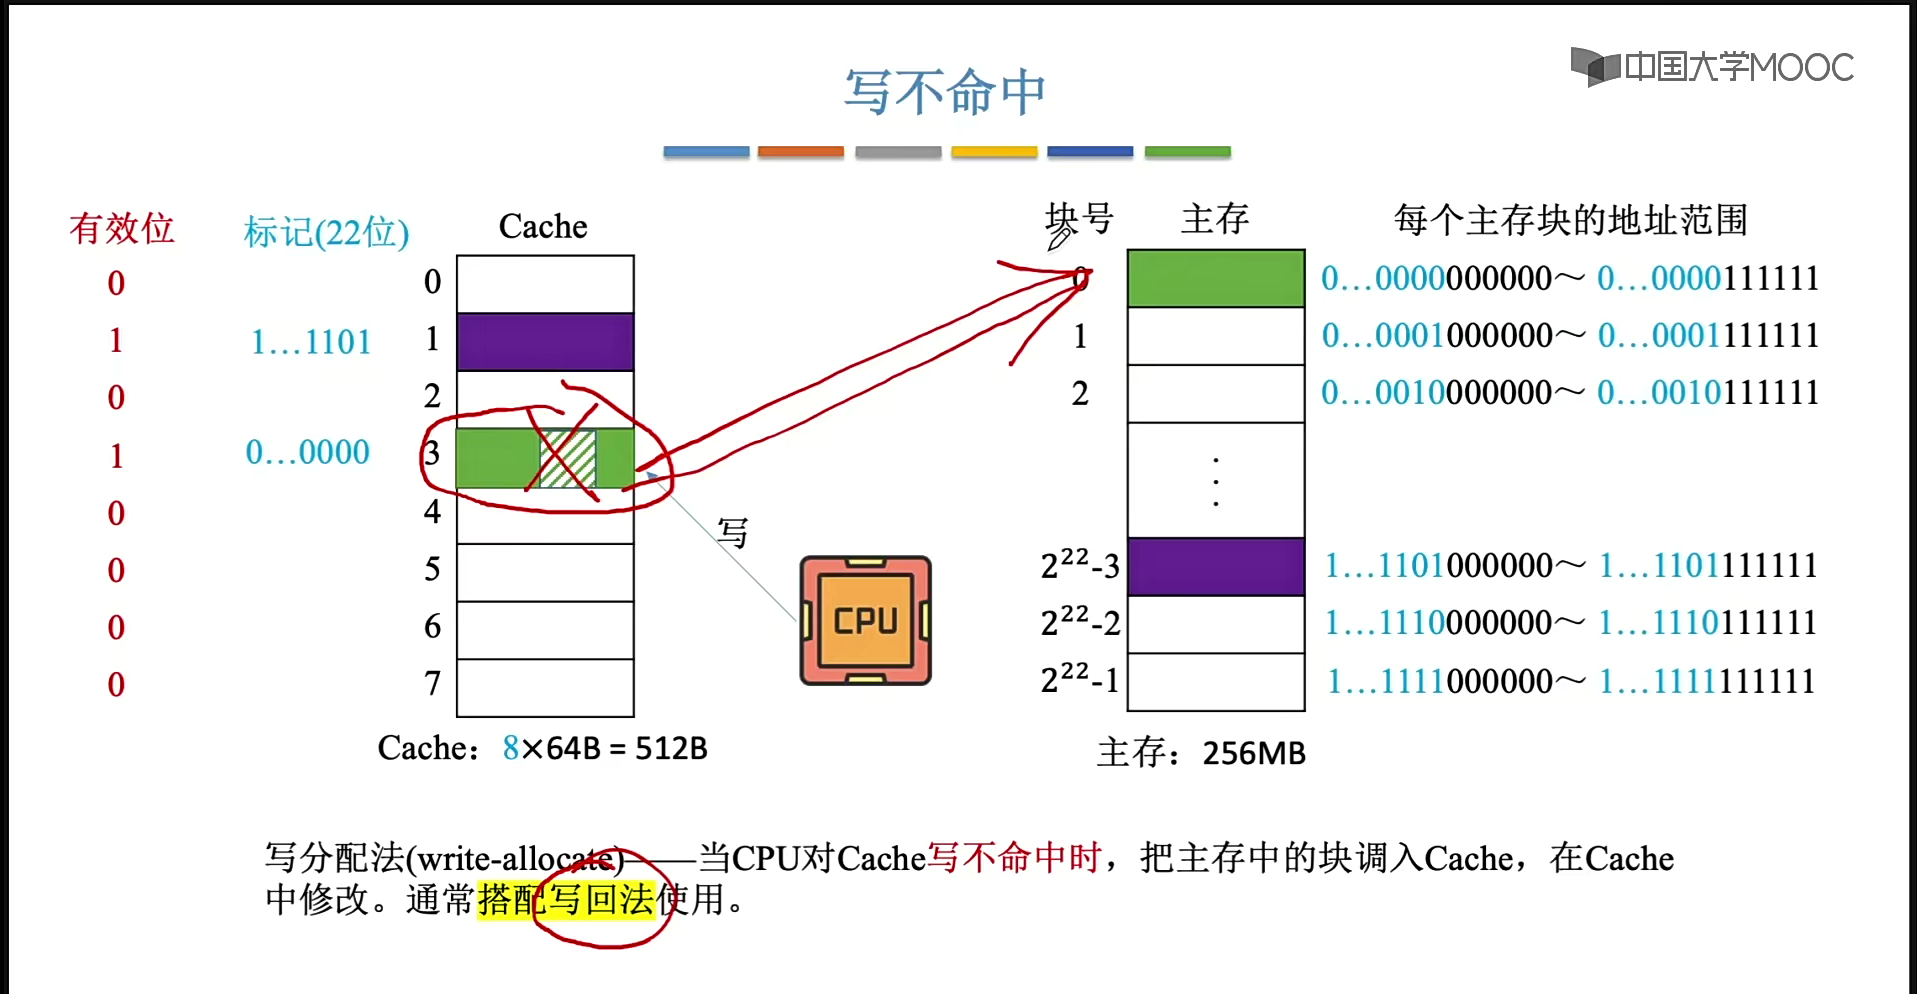 中国大学MOOC
写不命中
有效位 标记(22位) Cache 块号 主存 每个主存块的地址范围
0 0 0 0…0000000000～ 0…0000111111
1 1…1101 1 1 0…0001000000～ 0…0001111111
0 2 2 0…0010000000～ 0…0010111111
1 0…0000 3
0 4
写
0 5 2²²-3 1…1101000000～ 1…1101111111
CPU
0 6 2²²-2 1…1110000000～ 1…1110111111
0 7 2²²-1 1…1111000000～ 1…1111111111
Cache：8×64B = 512B 主存：256MB
写分配法(write-allocate)——当CPU对Cache写不命中时，把主存中的块调入Cache，在Cache
中修改。通常搭配写回法使用。